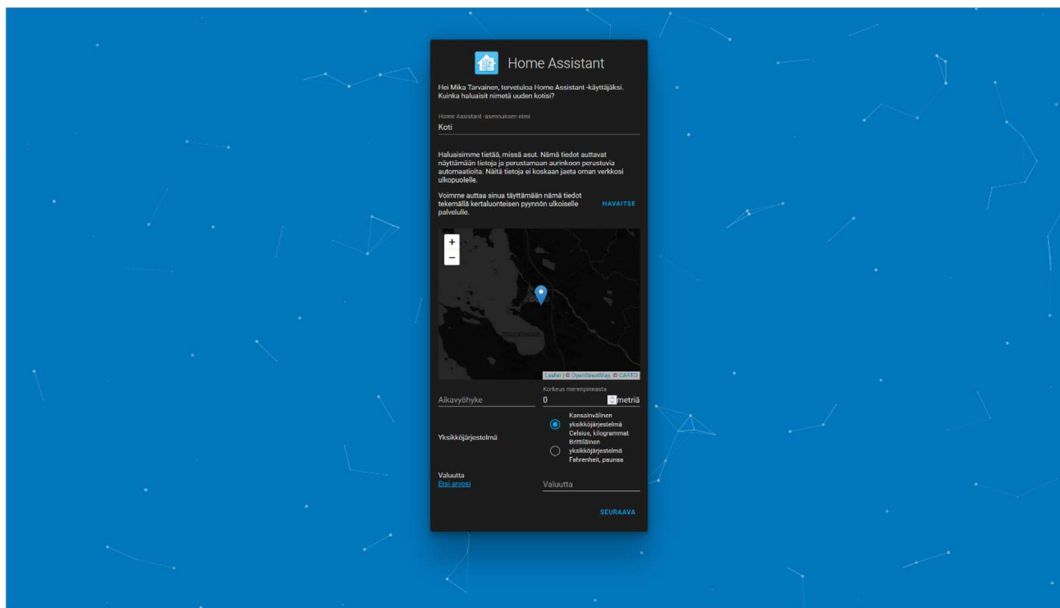 Home Assistant
Hei Mika Tarvainen, tervetuloa Home Assistant -käyttäjäksi.
Kuinka haluaisit nimetä uuden kotisi?
Home Assistant -asennuksen nimi
Koti
Haluaisimme tietää, missä asut. Nämä tiedot auttavat
näyttämään tietoja ja perustamaan aurinkoon perustuvia
automaatioita. Näitä tietoja ei koskaan jaeta oman verkkosi
ulkopuolelle.
Voimme auttaa sinua täyttämään nämä tiedot
tekemällä kertaluonteisen pyynnön ulkoiselle
palvelulle.
HAVAITSE
+
−
Leaflet | © OpenStreetMap, © CARTO
Aikavyöhyke
Korkeus merenpinnasta
0 metriä
Yksikköjärjestelmä
Kansainvälinen
yksikköjärjestelmä
Celsius, kilogrammat
Brittiläinen
yksikköjärjestelmä
Fahrenheit, paunaa
Valuutta
Etsi arvosi
Valuutta
SEURAAVA